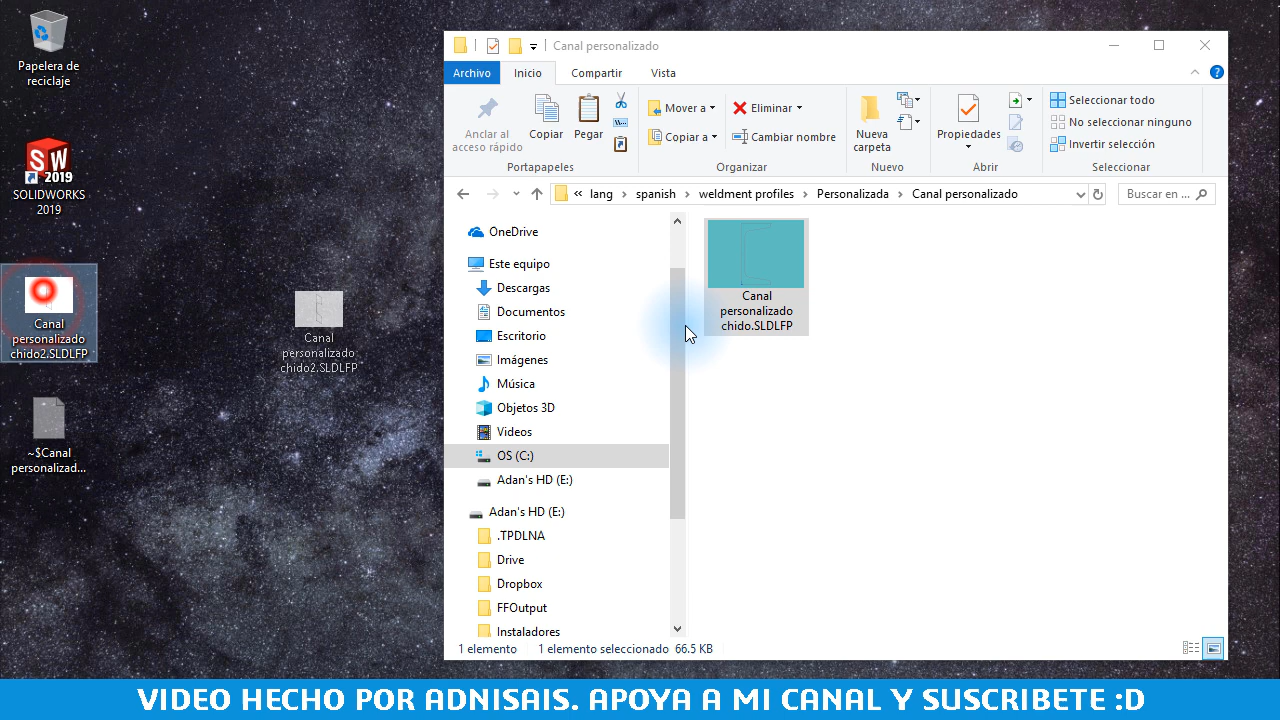 Papelera de
reciclaje
SW
2019
SOLIDWORKS
2019
Canal
personalizado
chido2.SLDLFP
~$Canal
personalizad...
Canal
personalizado
chido2.SLDLFP
Canal personalizado
Archivo
Inicio
Compartir
Vista
?
Anclar al
acceso rápido
Copiar
Pegar
Portapapeles
Mover a
Copiar a
Eliminar
Cambiar nombre
Organizar
Nueva
carpeta
Nuevo
Propiedades
Abrir
Seleccionar todo
No seleccionar ninguno
Invertir selección
Seleccionar
« lang › spanish › weldment profiles › Personalizada › Canal personalizado
Buscar en ...
OneDrive
Este equipo
Descargas
Documentos
Escritorio
Imágenes
Música
Objetos 3D
Videos
OS (C:)
Adan's HD (E:)
Adan's HD (E:)
.TPDLNA
Drive
Dropbox
FFOutput
Instaladores
Canal
personalizado
chido.SLDLFP
1 elemento
1 elemento seleccionado 66.5 KB
VIDEO HECHO POR ADNISAIS. APOYA A MI CANAL Y SUSCRIBETE :D